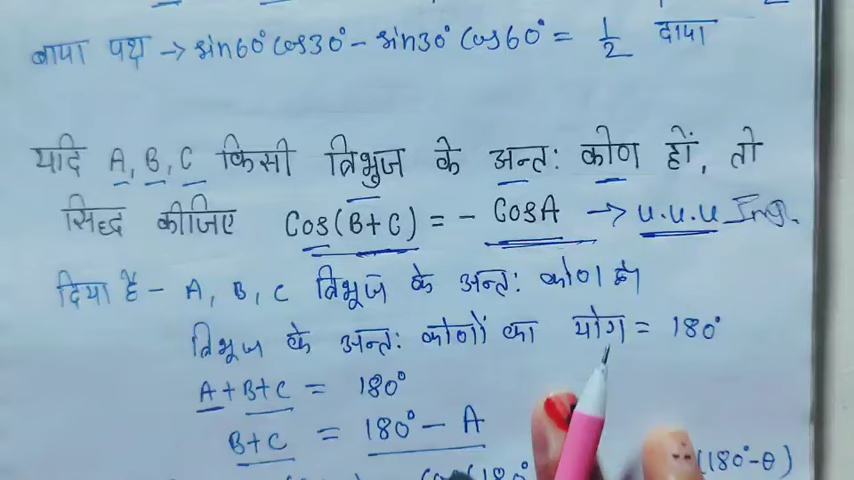 बायां पक्ष → sin60° cos30° - sin30° cos60° = 1/2 दायां
यदि A, B, C किसी त्रिभुज के अन्त: कोण हों, तो
सिद्ध कीजिए Cos(B+C) = - CosA → u.u.u Imp.
दिया है - A, B, C त्रिभुज के अन्त: कोण है।
त्रिभुज के अन्त: कोणों का योग = 180°
A+B+C = 180°
B+C = 180° - A
(180°-θ)